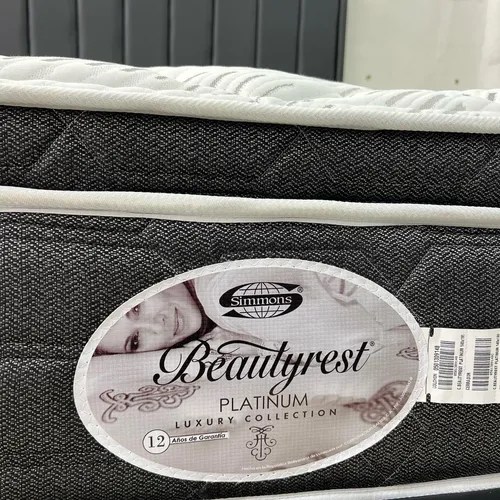 Simmons
Beautyrest®
PLATINUM
LUXURY COLLECTION
12 Años de Garantía